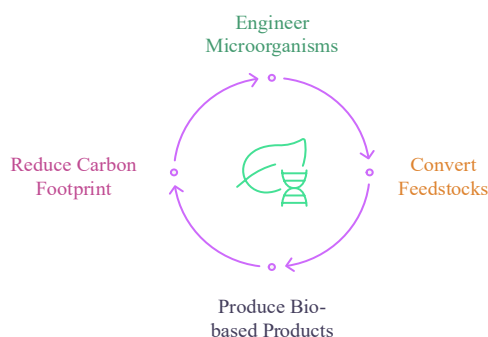 Engineer
Microorganisms
Reduce Carbon
Footprint
Convert
Feedstocks
Produce Bio-
based Products